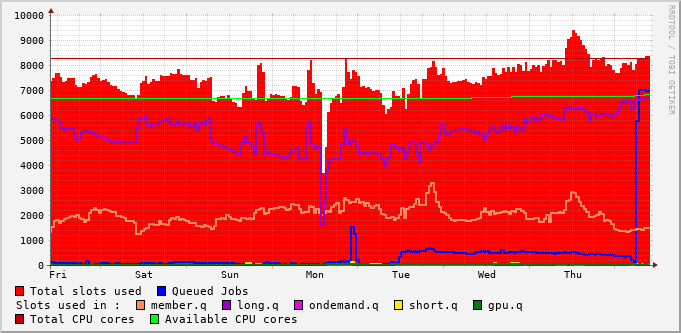 10000
9000
8000
7000
6000
5000
4000
3000
2000
1000
0
Fri Sat Sun Mon Tue Wed Thu
RRDTOOL / TOBI OETIKER
Total slots used Queued Jobs
Slots used in : member.q long.q ondemand.q short.q gpu.q
Total CPU cores Available CPU cores